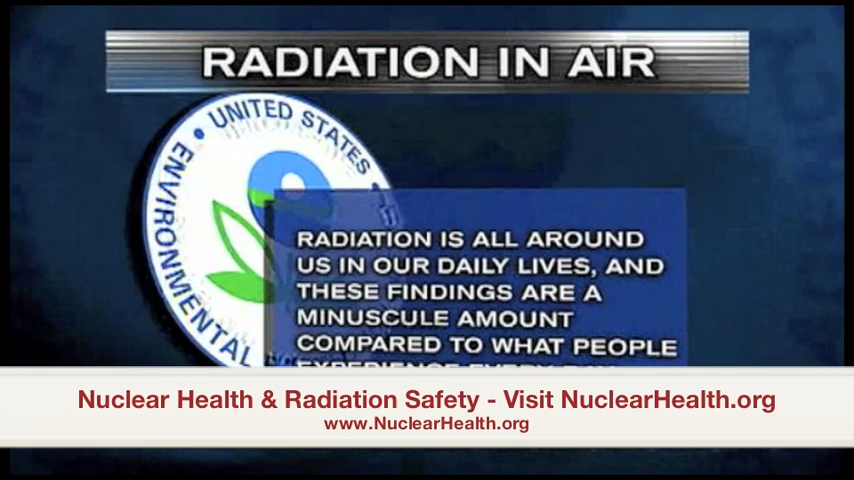 RADIATION IN AIR
UNITED STATES
ENVIRONMENTAL
RADIATION IS ALL AROUND
US IN OUR DAILY LIVES, AND
THESE FINDINGS ARE A
MINUSCULE AMOUNT
COMPARED TO WHAT PEOPLE
Nuclear Health & Radiation Safety - Visit NuclearHealth.org
www.NuclearHealth.org